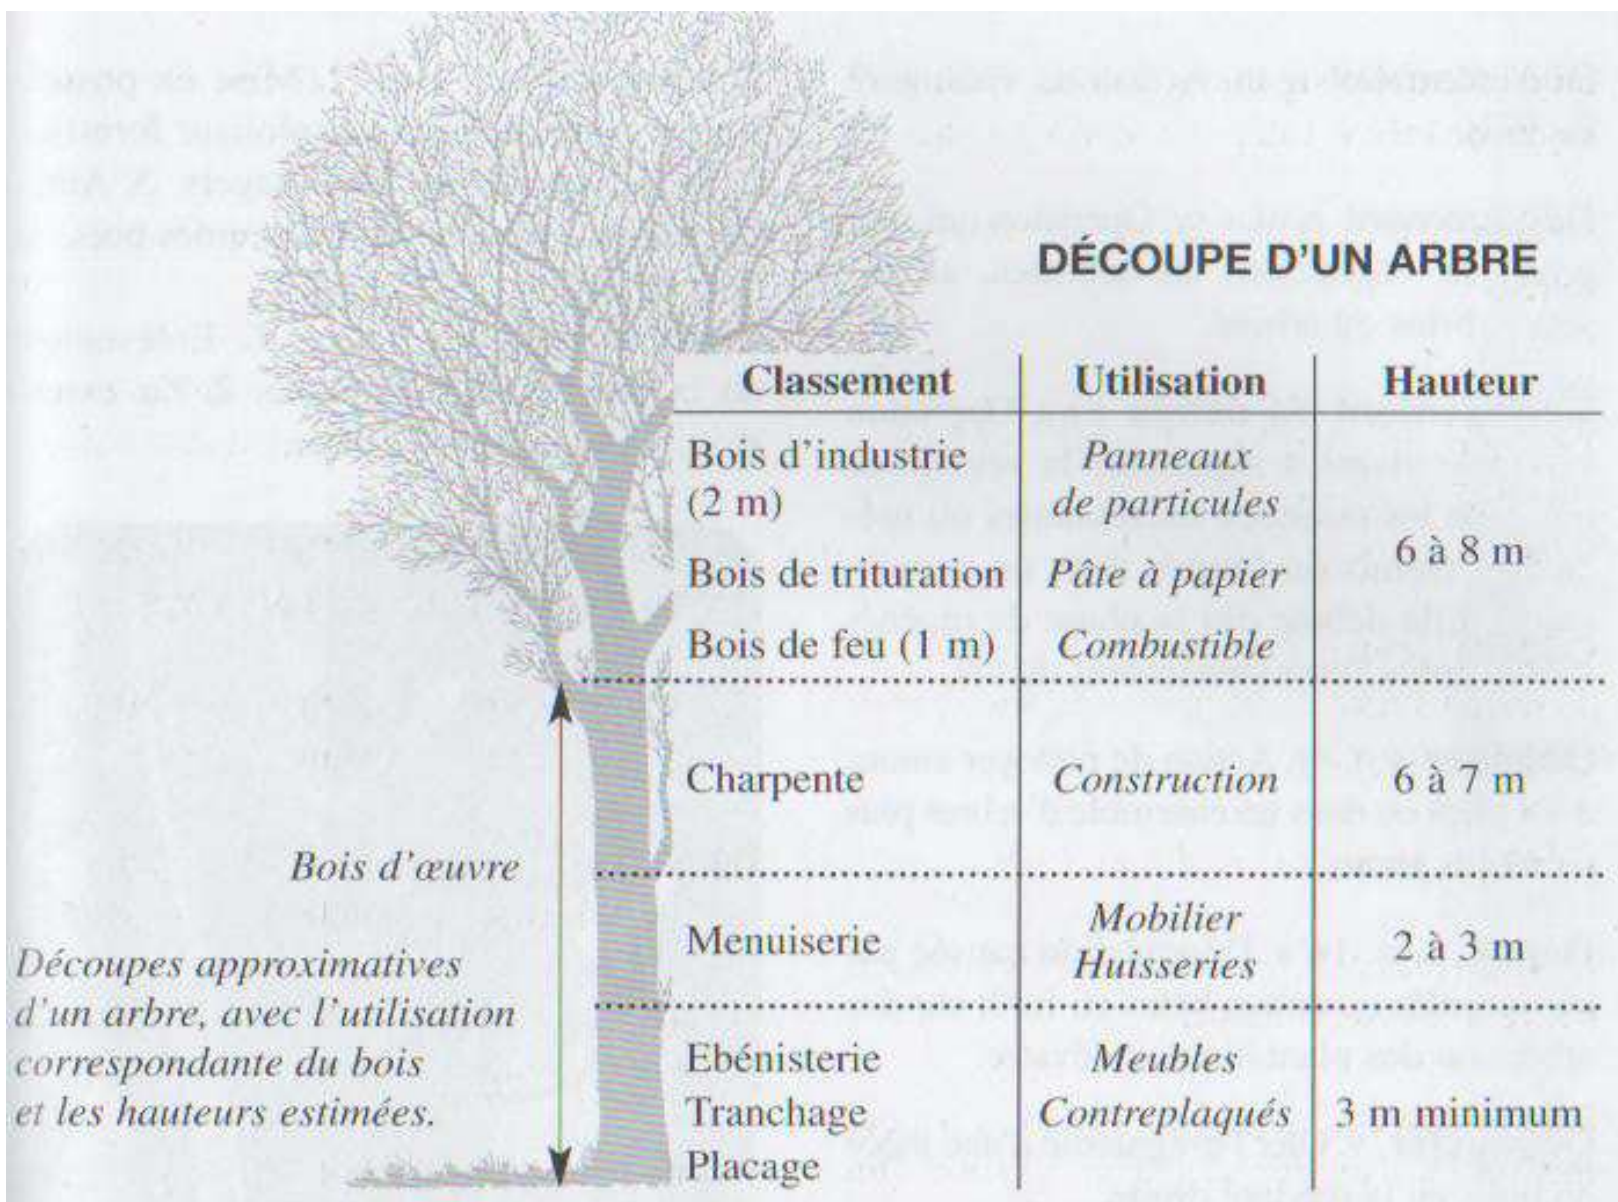 DÉCOUPE D'UN ARBRE
Classement Utilisation Hauteur
Bois d'industrie Panneaux
(2 m) de particules
6 à 8 m
Bois de trituration Pâte à papier
Bois de feu (1 m) Combustible
Charpente Construction 6 à 7 m
Bois d'œuvre
Menuiserie Mobilier
Huisseries 2 à 3 m
Découpes approximatives
d'un arbre, avec l'utilisation
correspondante du bois
et les hauteurs estimées.
Ebénisterie Meubles
Tranchage Contreplaqués 3 m minimum
Placage